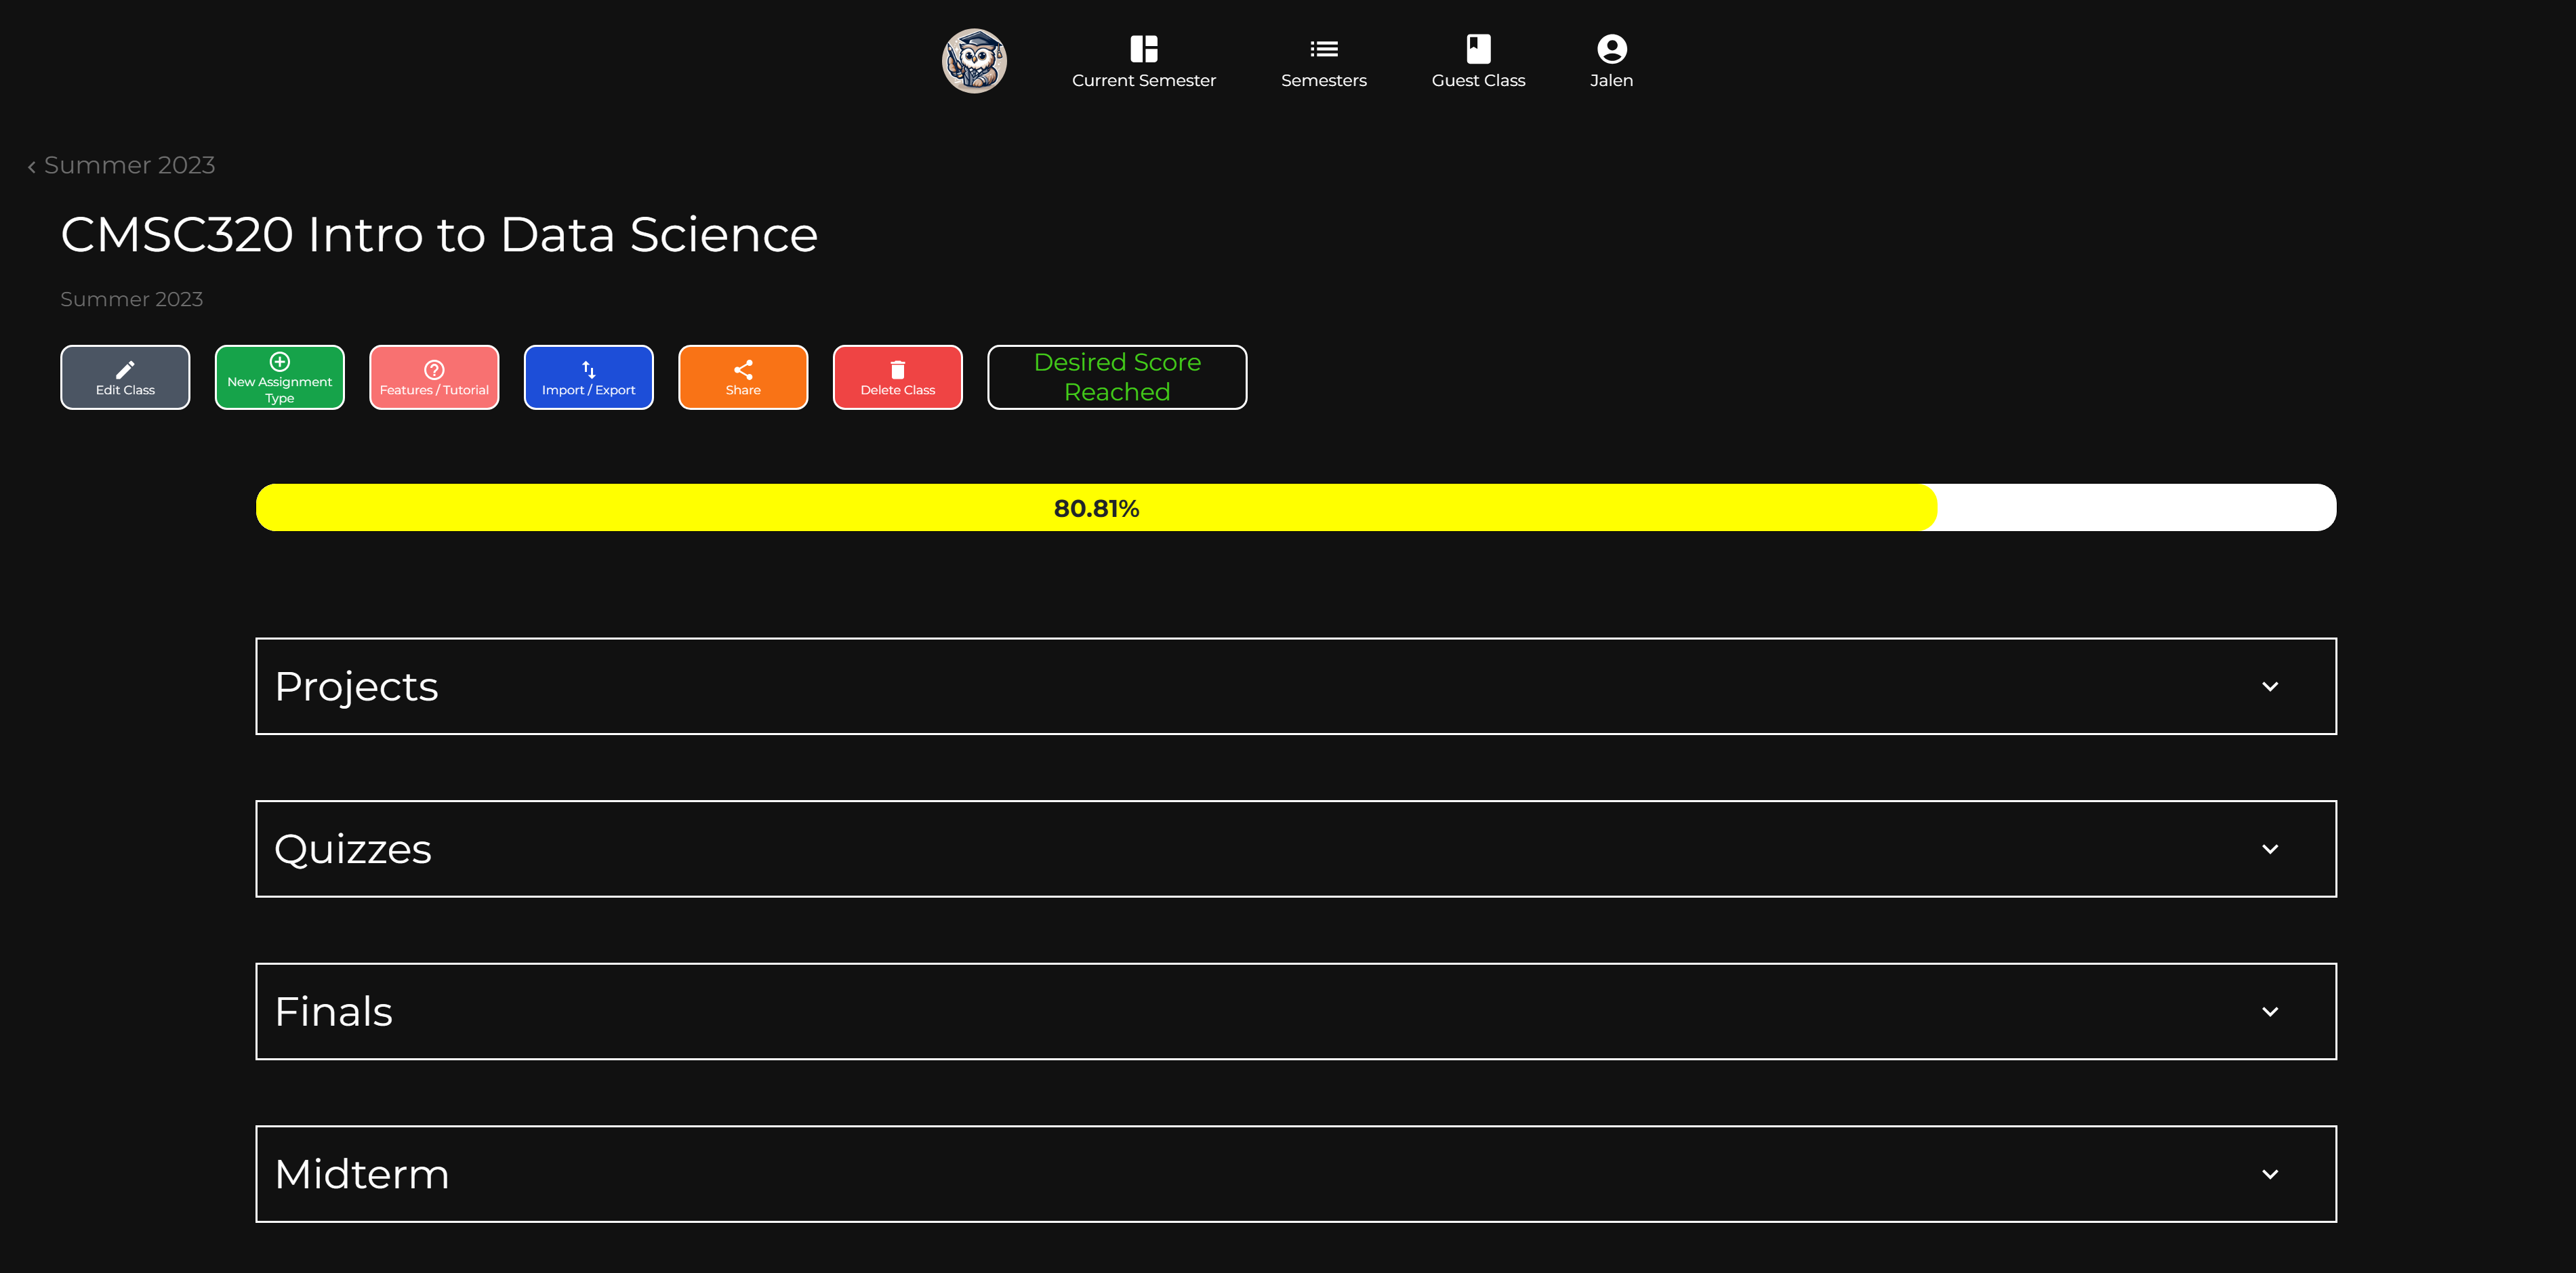 Current Semester
Semesters
Guest Class
Jalen
Summer 2023
CMSC320 Intro to Data Science
Summer 2023
Edit Class
New Assignment
Type
Features / Tutorial
Import / Export
Share
Delete Class
Desired Score
Reached
80.81%
Projects
Quizzes
Finals
Midterm